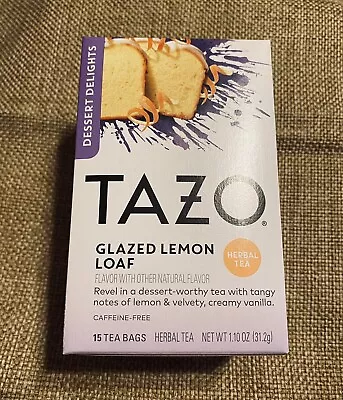 DESSERT DELIGHTS
TAZO®
GLAZED LEMON
LOAF
HERBAL
TEA
FLAVOR WITH OTHER NATURAL FLAVOR
Revel in a dessert-worthy tea with tangy
notes of lemon & velvety, creamy vanilla.
CAFFEINE-FREE
15 TEA BAGS HERBAL TEA NET WT 1.10 OZ (31.2g)